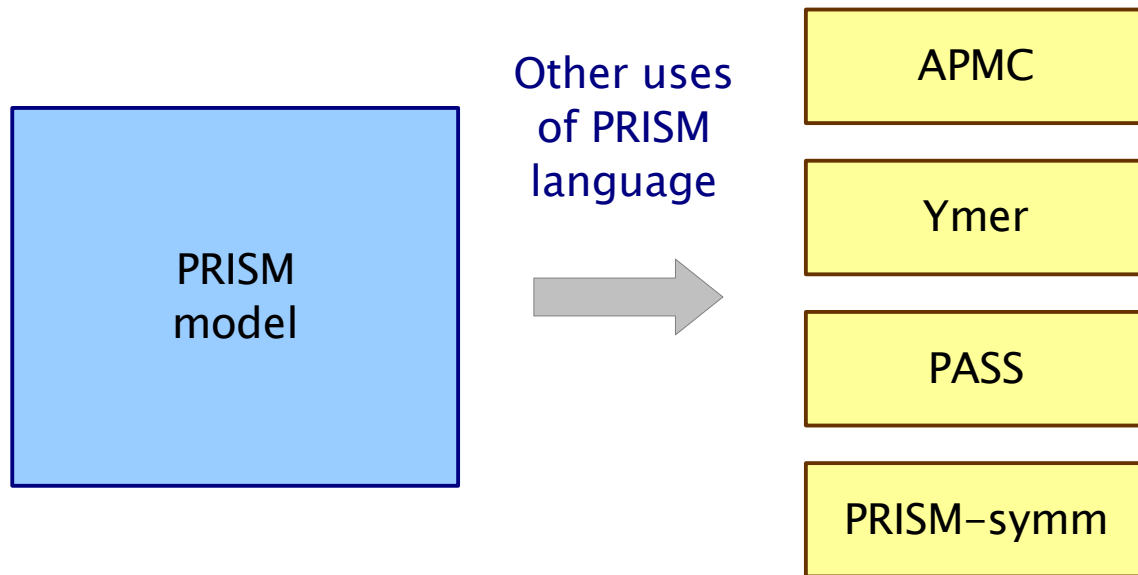 PRISM
model
Other uses
of PRISM
language
APMC
Ymer
PASS
PRISM-symm